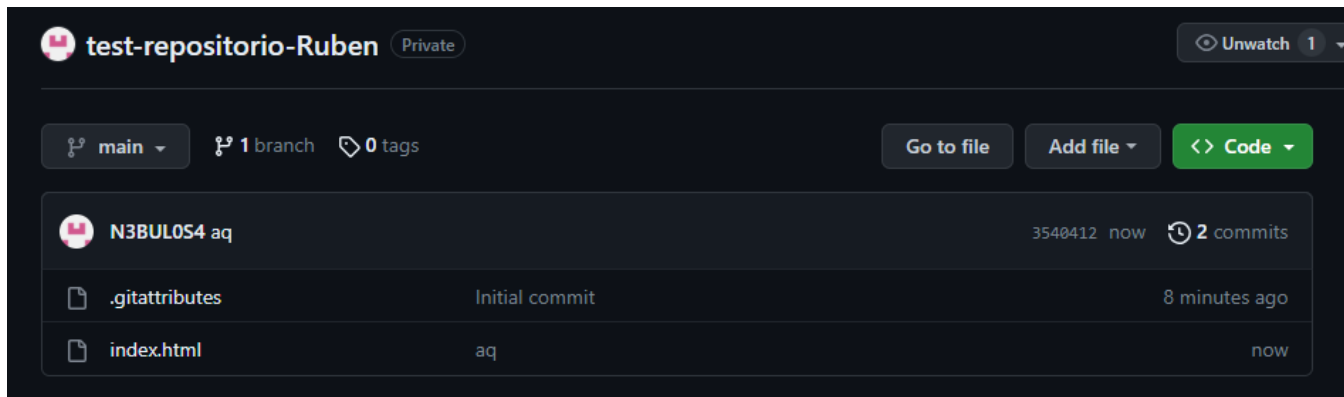 test-repositorio-Ruben Private Unwatch 1
main 1 branch 0 tags Go to file Add file <> Code
N3BUL0S4 aq 3540412 now 2 commits
.gitattributes Initial commit 8 minutes ago
index.html aq now